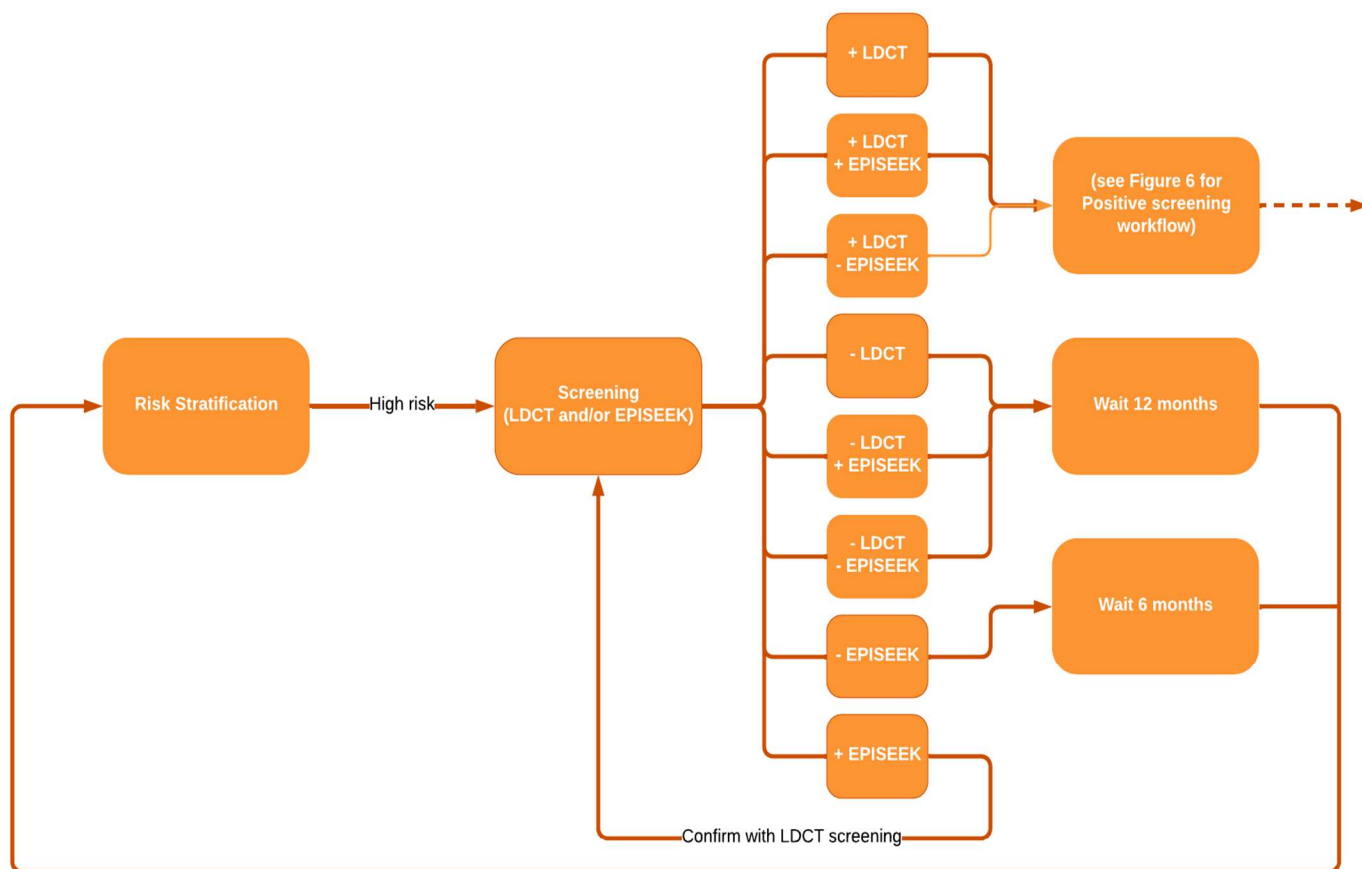 + LDCT
+ LDCT
+ EPISEEK
(see Figure 6 for
Positive screening
workflow)
+ LDCT
- EPISEEK
Risk Stratification
High risk
Screening
(LDCT and/or EPISEEK)
- LDCT
Wait 12 months
- LDCT
+ EPISEEK
- LDCT
- EPISEEK
Wait 6 months
- EPISEEK
+ EPISEEK
Confirm with LDCT screening